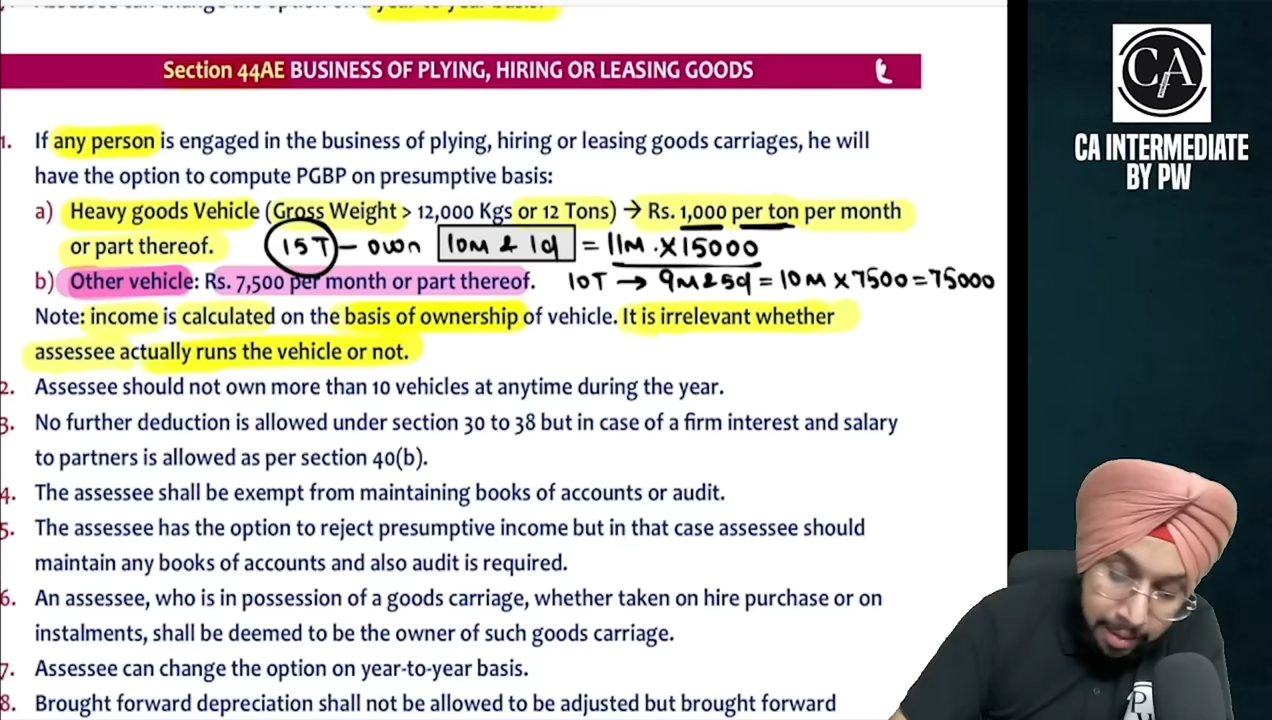 Section 44AE BUSINESS OF PLYING, HIRING OR LEASING GOODS
1. If any person is engaged in the business of plying, hiring or leasing goods carriages, he will
have the option to compute PGBP on presumptive basis:
a) Heavy goods Vehicle (Gross Weight > 12,000 Kgs or 12 Tons) → Rs. 1,000 per ton per month
or part thereof. 15T - own 10M & 1d = 11M. X 15000
b) Other vehicle: Rs. 7,500 per month or part thereof. 10T → 9M & 5d = 10M X 7500 = 75000
Note: income is calculated on the basis of ownership of vehicle. It is irrelevant whether
assessee actually runs the vehicle or not.
2. Assessee should not own more than 10 vehicles at anytime during the year.
3. No further deduction is allowed under section 30 to 38 but in case of a firm interest and salary
to partners is allowed as per section 40(b).
4. The assessee shall be exempt from maintaining books of accounts or audit.
5. The assessee has the option to reject presumptive income but in that case assessee should
maintain any books of accounts and also audit is required.
6. An assessee, who is in possession of a goods carriage, whether taken on hire purchase or on
instalments, shall be deemed to be the owner of such goods carriage.
7. Assessee can change the option on year-to-year basis.
8. Brought forward depreciation shall not be allowed to be adjusted but brought forward
CA
CA INTERMEDIATE
BY PW